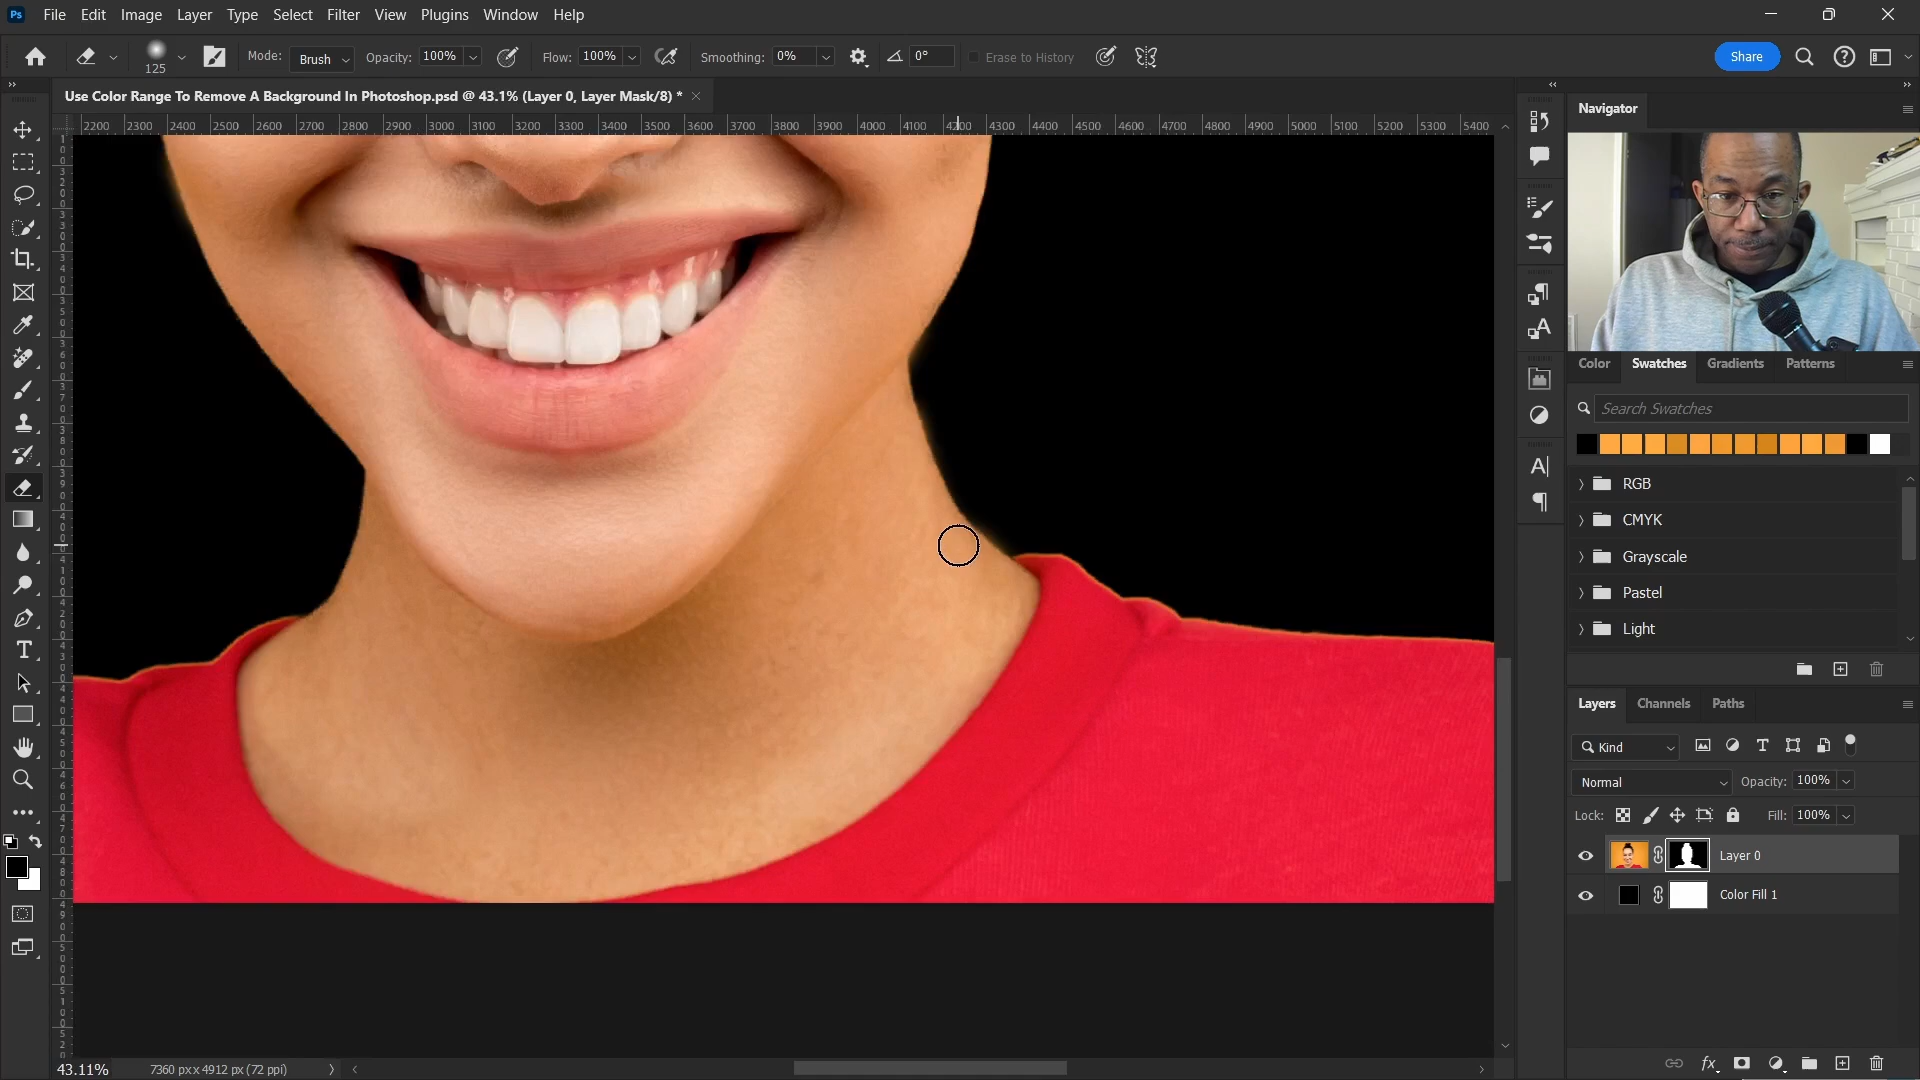 Ps File Edit Image Layer Type Select Filter View Plugins Window Help
125 Mode: Brush Opacity: 100% Flow: 100% Smoothing: 0% 0° Erase to History Share
Use Color Range To Remove A Background In Photoshop.psd @ 43.1% (Layer 0, Layer Mask/8) *
2200 2300 2400 2500 2600 2700 2800 2900 3000 3100 3200 3300 3400 3500 3600 3700 3800 3900 4000 4100 4200 4300 4400 4500 4600 4700 4800 4900 5000 5100 5200 5300 5400
Navigator
Color Swatches Gradients Patterns
Search Swatches
RGB
CMYK
Grayscale
Pastel
Light
Layers Channels Paths
Kind
Normal Opacity: 100%
Lock: Fill: 100%
Layer 0
Color Fill 1
43.11% 7360 px x 4912 px (72 ppi)